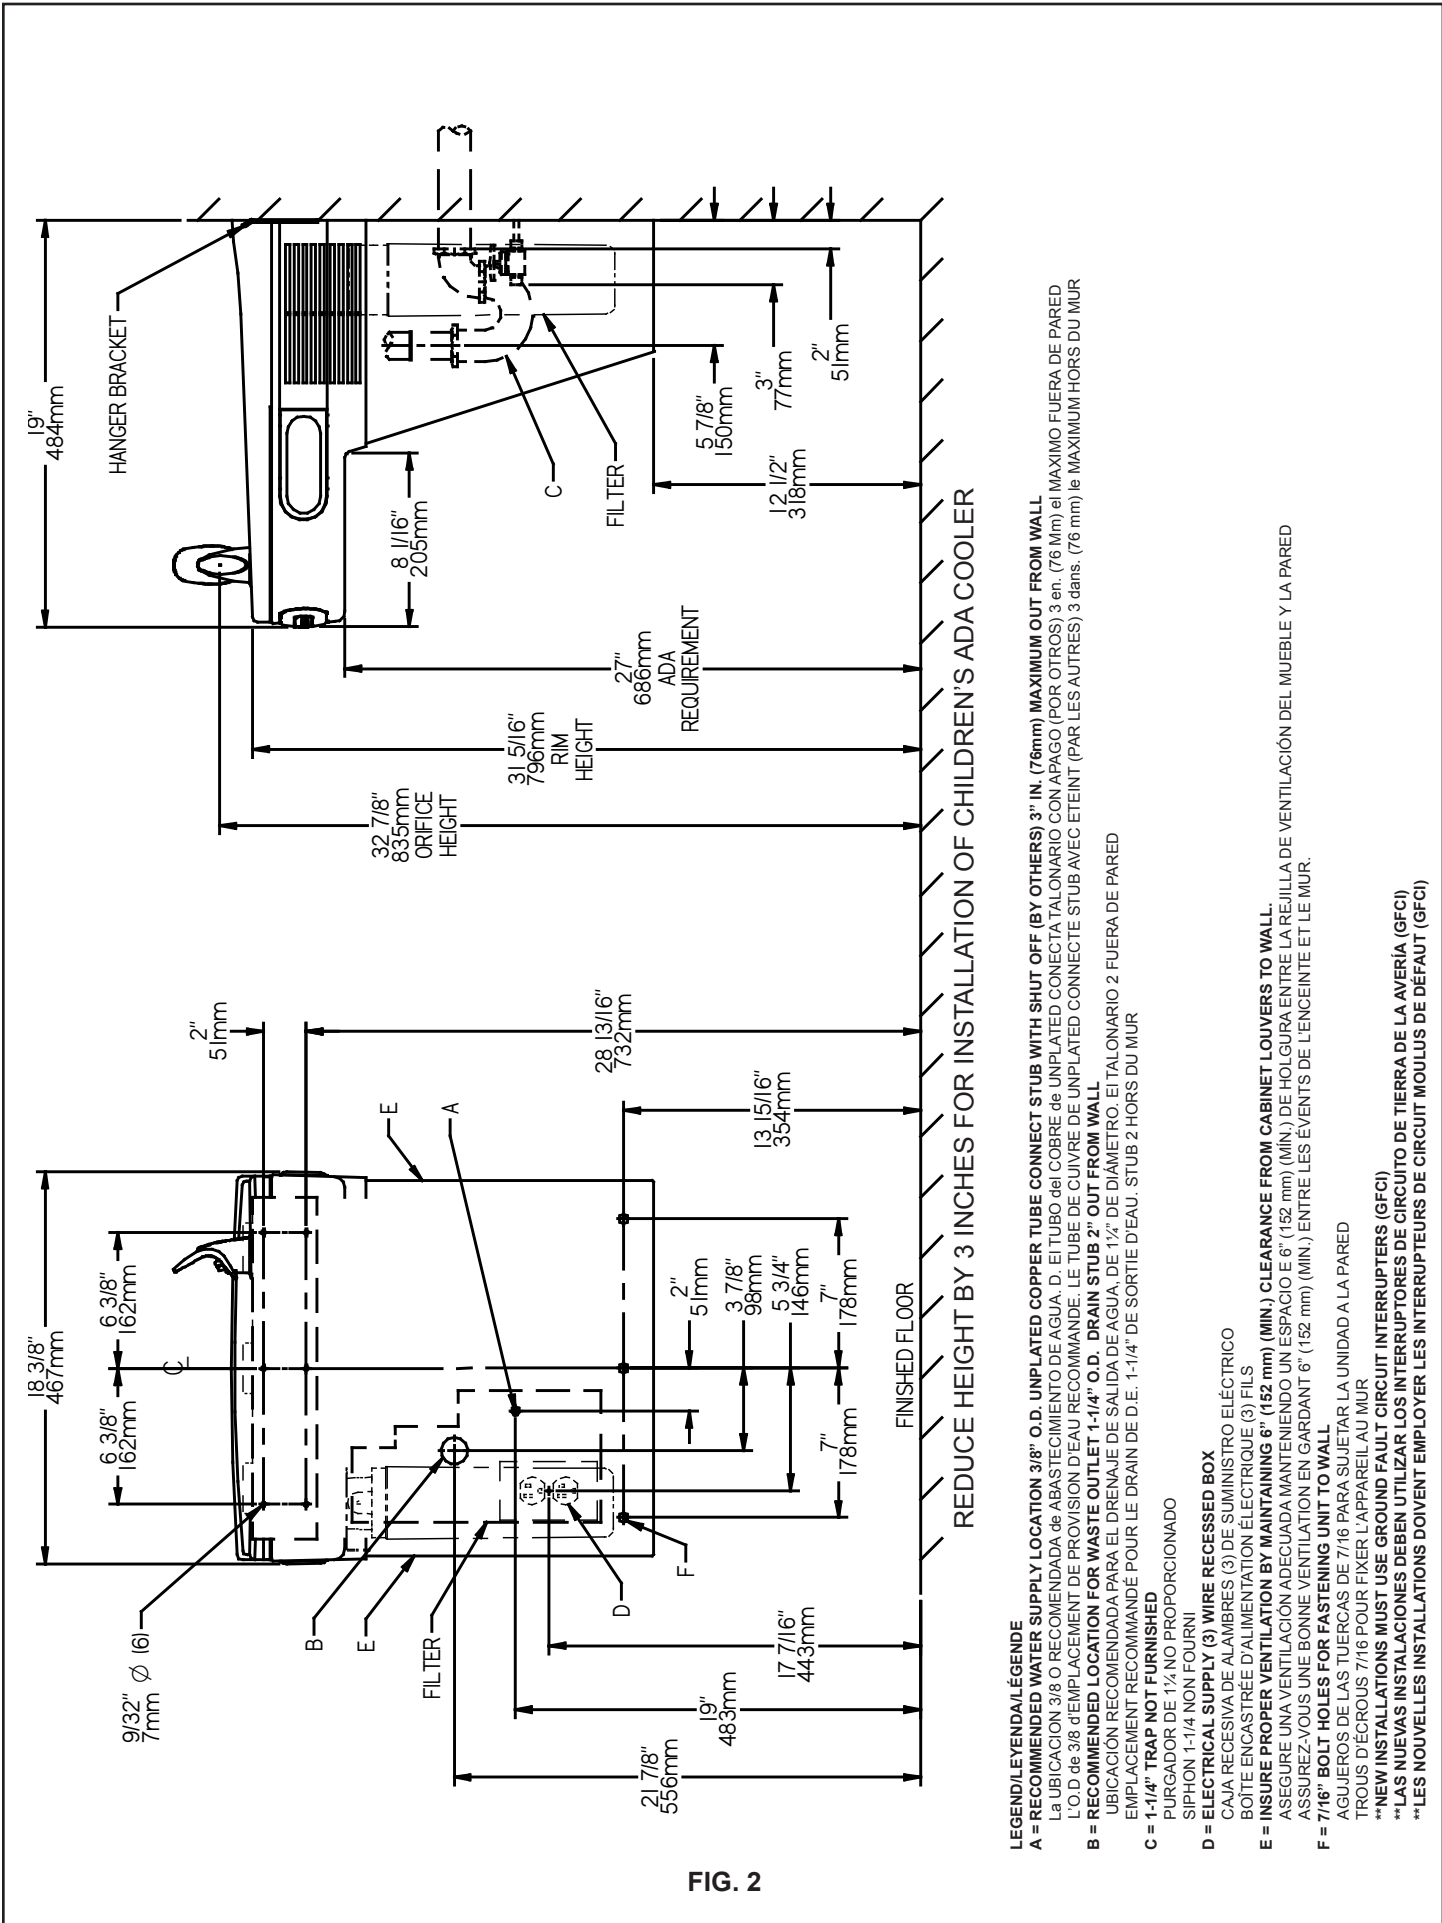 18 3/8"
467mm
6 3/8"
162mm
6 3/8"
162mm
9/32" Ø (6)
7mm
2"
51mm
28 13/16"
732mm
E
A
B
E
FILTER
D
F
2"
51mm
3 7/8"
98mm
5 3/4"
146mm
7"
178mm
7"
178mm
13 15/16"
354mm
17 7/16"
443mm
19"
483mm
21 7/8"
556mm
FINISHED FLOOR
19"
484mm
HANGER BRACKET
8 1/16"
205mm
C
FILTER
5 7/8"
150mm
3"
77mm
2"
51mm
12 1/2"
318mm
27"
686mm
ADA
REQUIREMENT
31 5/16"
796mm
RIM
HEIGHT
32 7/8"
835mm
ORIFICE
HEIGHT
REDUCE HEIGHT BY 3 INCHES FOR INSTALLATION OF CHILDREN'S ADA COOLER
LEGEND/LEYENDA/LÉGENDE
A = RECOMMENDED WATER SUPPLY LOCATION 3/8" O.D. UNPLATED COPPER TUBE CONNECT STUB WITH SHUT OFF (BY OTHERS) 3" IN. (76mm) MAXIMUM OUT FROM WALL
La UBICACION 3/8 O RECOMENDADA de ABASTECIMIENTO DE AGUA. D. El TUBO del COBRE de UNPLATED CONECTA TALONARIO CON APAGO (POR OTROS) 3 en. (76 Mm) el MAXIMO FUERA DE PARED
L'O.D de 3/8 d'EMPLACEMENT DE PROVISION D'EAU RECOMMANDE. LE TUBE DE CUIVRE DE UNPLATED CONNECTE STUB AVEC ETEINT (PAR LES AUTRES) 3 dans. (76 mm) le MAXIMUM HORS DU MUR
B = RECOMMENDED LOCATION FOR WASTE OUTLET 1-1/4" O.D. DRAIN STUB 2" OUT FROM WALL
UBICACIÓN RECOMENDADA PARA EL DRENAJE DE SALIDA DE AGUA, DE 1¼" DE DIÁMETRO. El TALONARIO 2 FUERA DE PARED
EMPLACEMENT RECOMMANDÉ POUR LE DRAIN DE D.E. 1-1/4" DE SORTIE D'EAU. STUB 2 HORS DU MUR
C = 1-1/4" TRAP NOT FURNISHED
PURGADOR DE 1¼ NO PROPORCIONADO
SIPHON 1-1/4 NON FOURNI
D = ELECTRICAL SUPPLY (3) WIRE RECESSED BOX
CAJA RECESIVA DE ALAMBRES (3) DE SUMINISTRO ELÉCTRICO
BOÎTE ENCASTRÉE D'ALIMENTATION ÉLECTRIQUE (3) FILS
E = INSURE PROPER VENTILATION BY MAINTAINING 6" (152 mm) (MIN.) CLEARANCE FROM CABINET LOUVERS TO WALL.
ASEGURE UNA VENTILACIÓN ADECUADA MANTENIENDO UN ESPACIO E 6" (152 mm) (MÍN.) DE HOLGURA ENTRE LA REJILLA DE VENTILACIÓN DEL MUEBLE Y LA PARED
ASSUREZ-VOUS UNE BONNE VENTILATION EN GARDANT 6" (152 mm) (MIN.) ENTRE LES ÉVENTS DE L'ENCEINTE ET LE MUR.
F = 7/16" BOLT HOLES FOR FASTENING UNIT TO WALL
AGUJEROS DE LAS TUERCAS DE 7/16 PARA SUJETAR LA UNIDAD A LA PARED
TROUS D'ÉCROUS 7/16 POUR FIXER L'APPAREIL AU MUR
**NEW INSTALLATIONS MUST USE GROUND FAULT CIRCUIT INTERRUPTERS (GFCI)
**LAS NUEVAS INSTALACIONES DEBEN UTILIZAR LOS INTERRUPTORES DE CIRCUITO DE TIERRA DE LA AVERÍA (GFCI)
**LES NOUVELLES INSTALLATIONS DOIVENT EMPLOYER LES INTERRUPTEURS DE CIRCUIT MOULUS DE DÉFAUT (GFCI)
FIG. 2